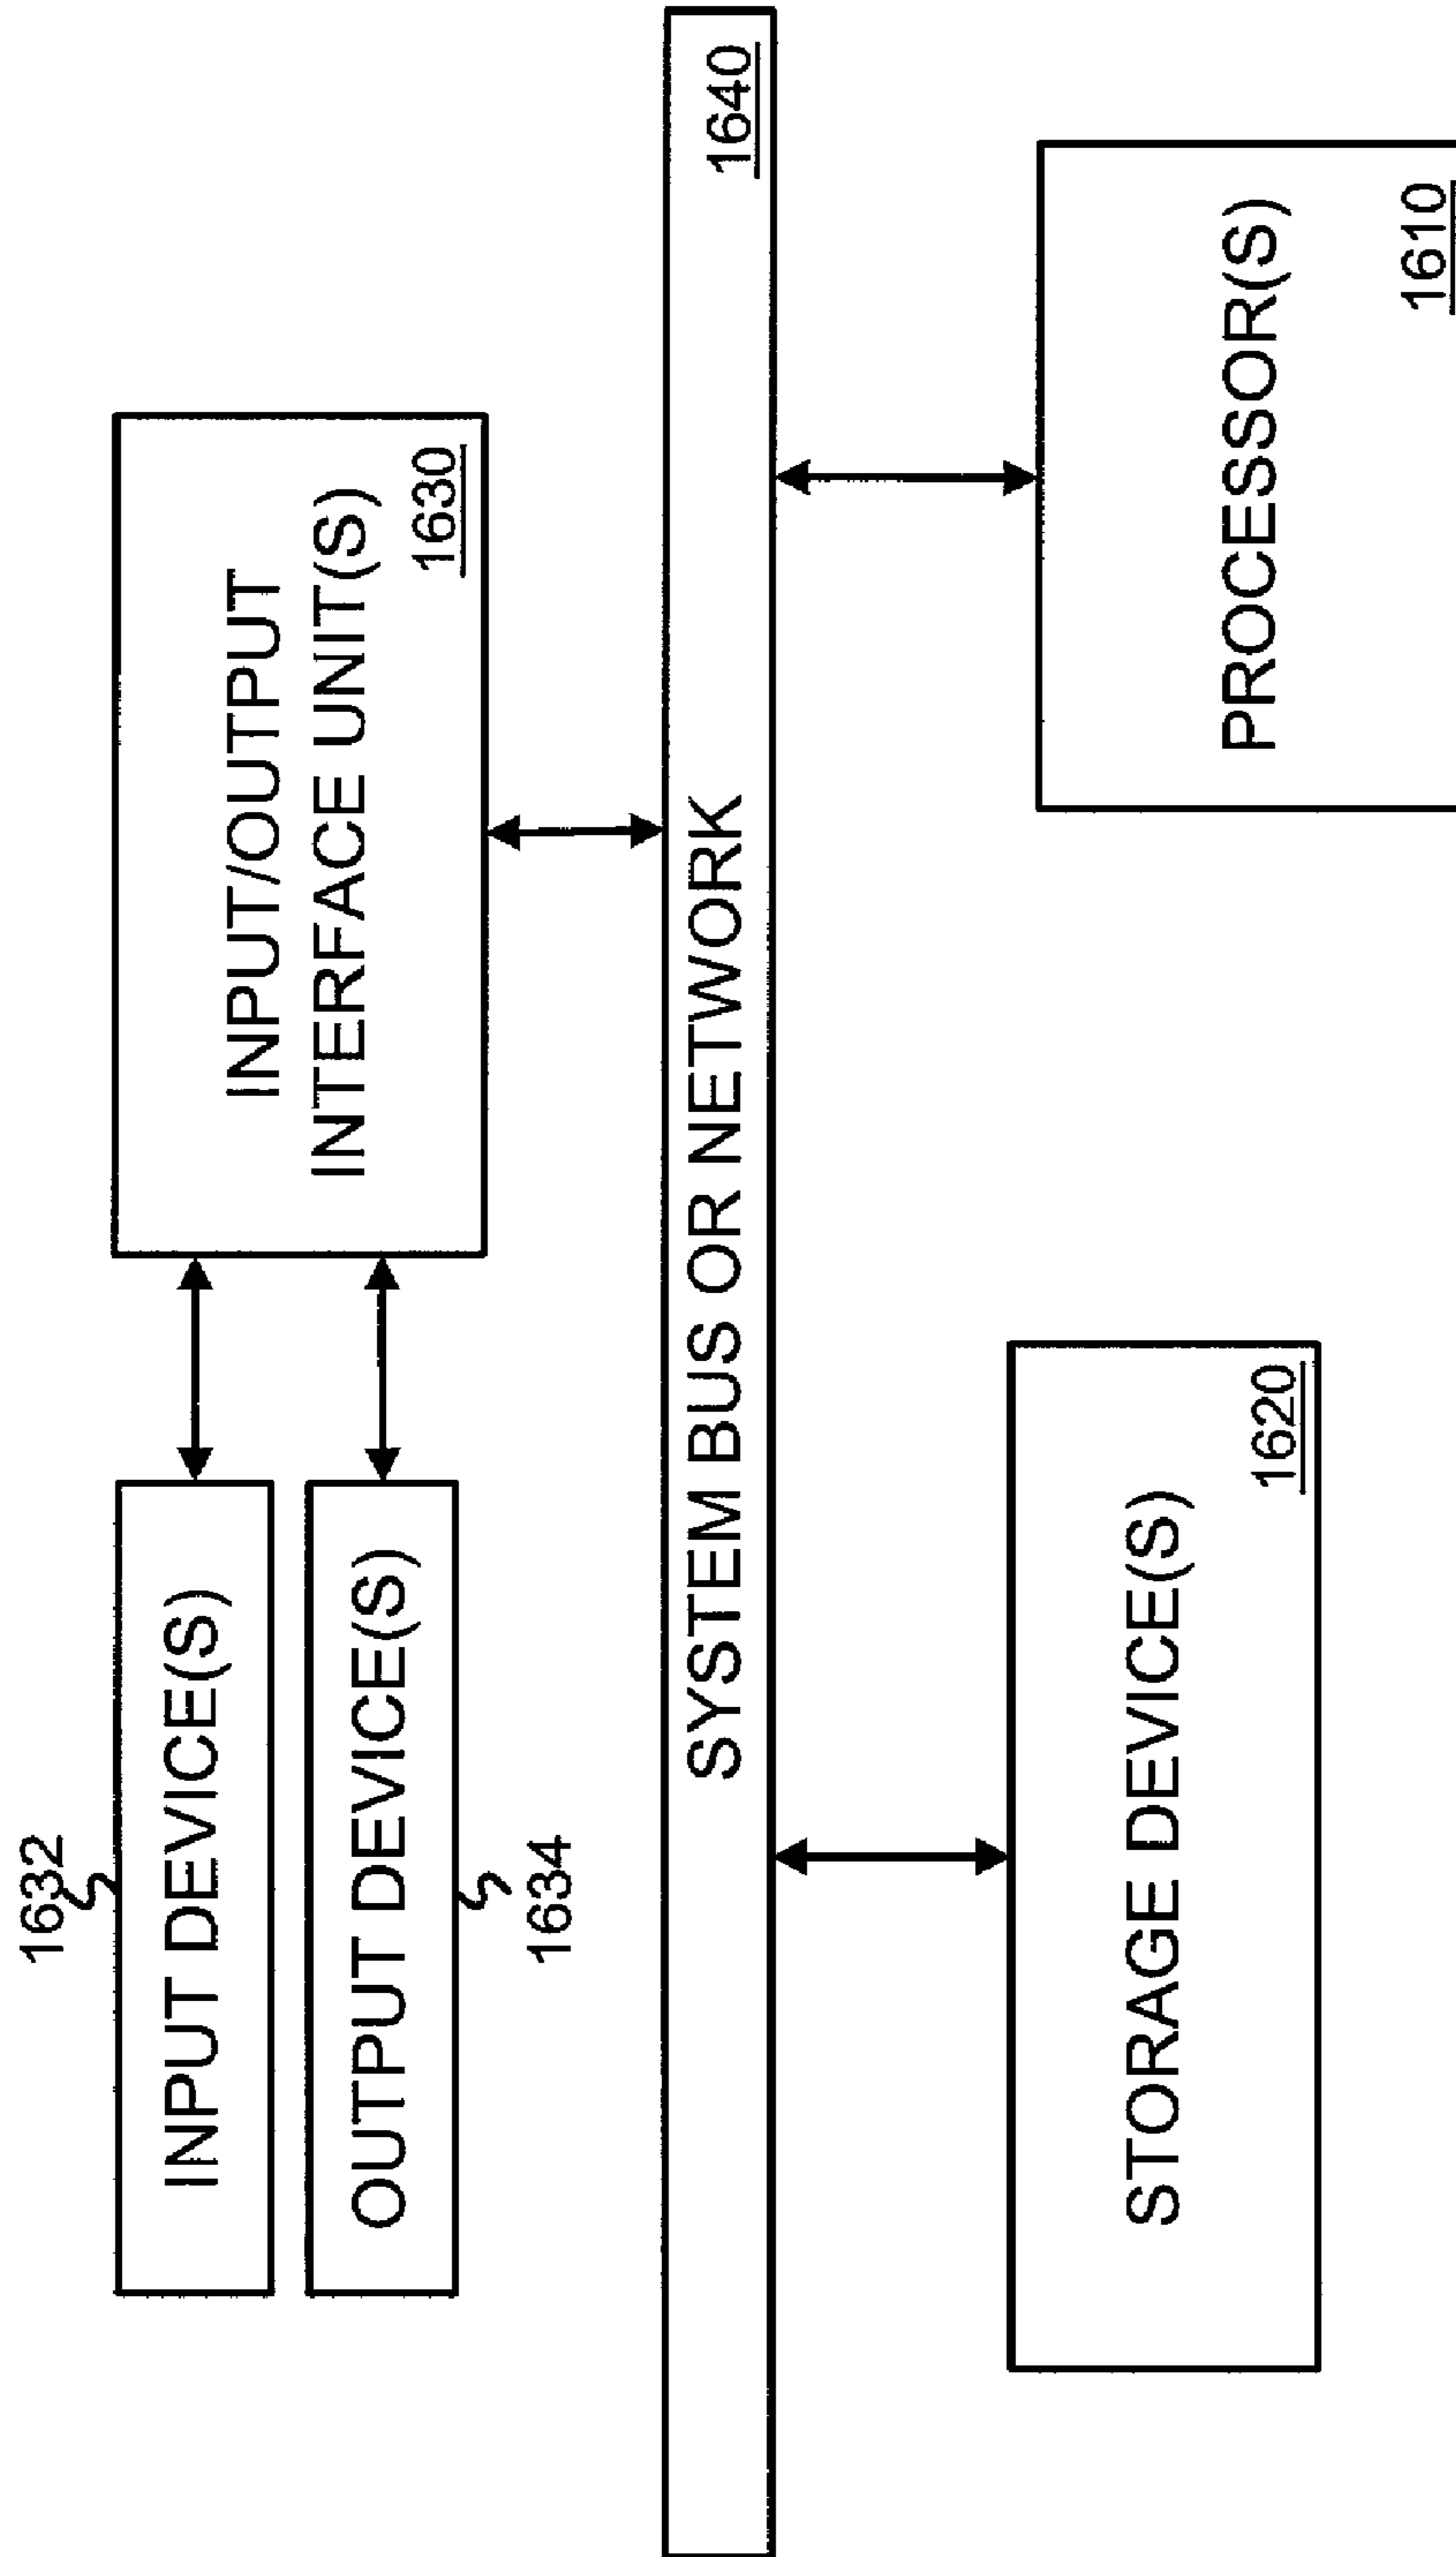 1632
INPUT DEVICE(S)
OUTPUT DEVICE(S)
1634
INPUT/OUTPUT
INTERFACE UNIT(S)
1630
SYSTEM BUS OR NETWORK
1640
STORAGE DEVICE(S)
1620
PROCESSOR(S)
1610